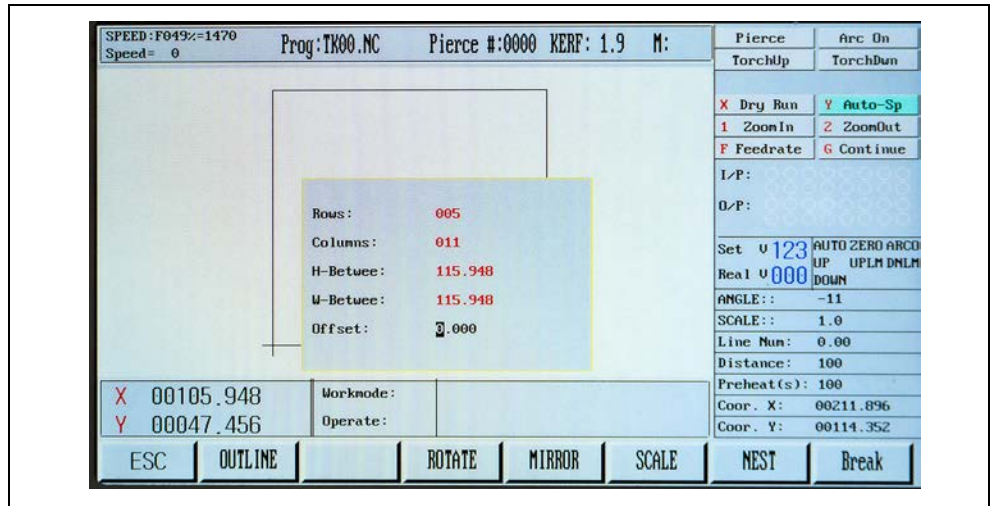 SPEED:F049%=1470
Speed= 0
Prog:TK00.NC Pierce #:0000 KERF: 1.9 M:
Pierce Arc On
TorchUp TorchDwn
X Dry Run Y Auto-Sp
1 ZoomIn 2 ZoomOut
F Feedrate G Continue
I/P:
O/P:
Rows: 005
Columns: 011
H-Betwee: 115.948
W-Betwee: 115.948
Offset: 0.000
Set V 123 AUTO ZERO ARCO
UP UPLM DNLM
Real V 000 DOWN
ANGLE:: -11
SCALE:: 1.0
Line Num: 0.00
Distance: 100
Preheat(s): 100
Coor. X: 00211.896
Coor. Y: 00114.352
X 00105.948 Workmode:
Y 00047.456 Operate:
ESC OUTLINE ROTATE MIRROR SCALE NEST Break